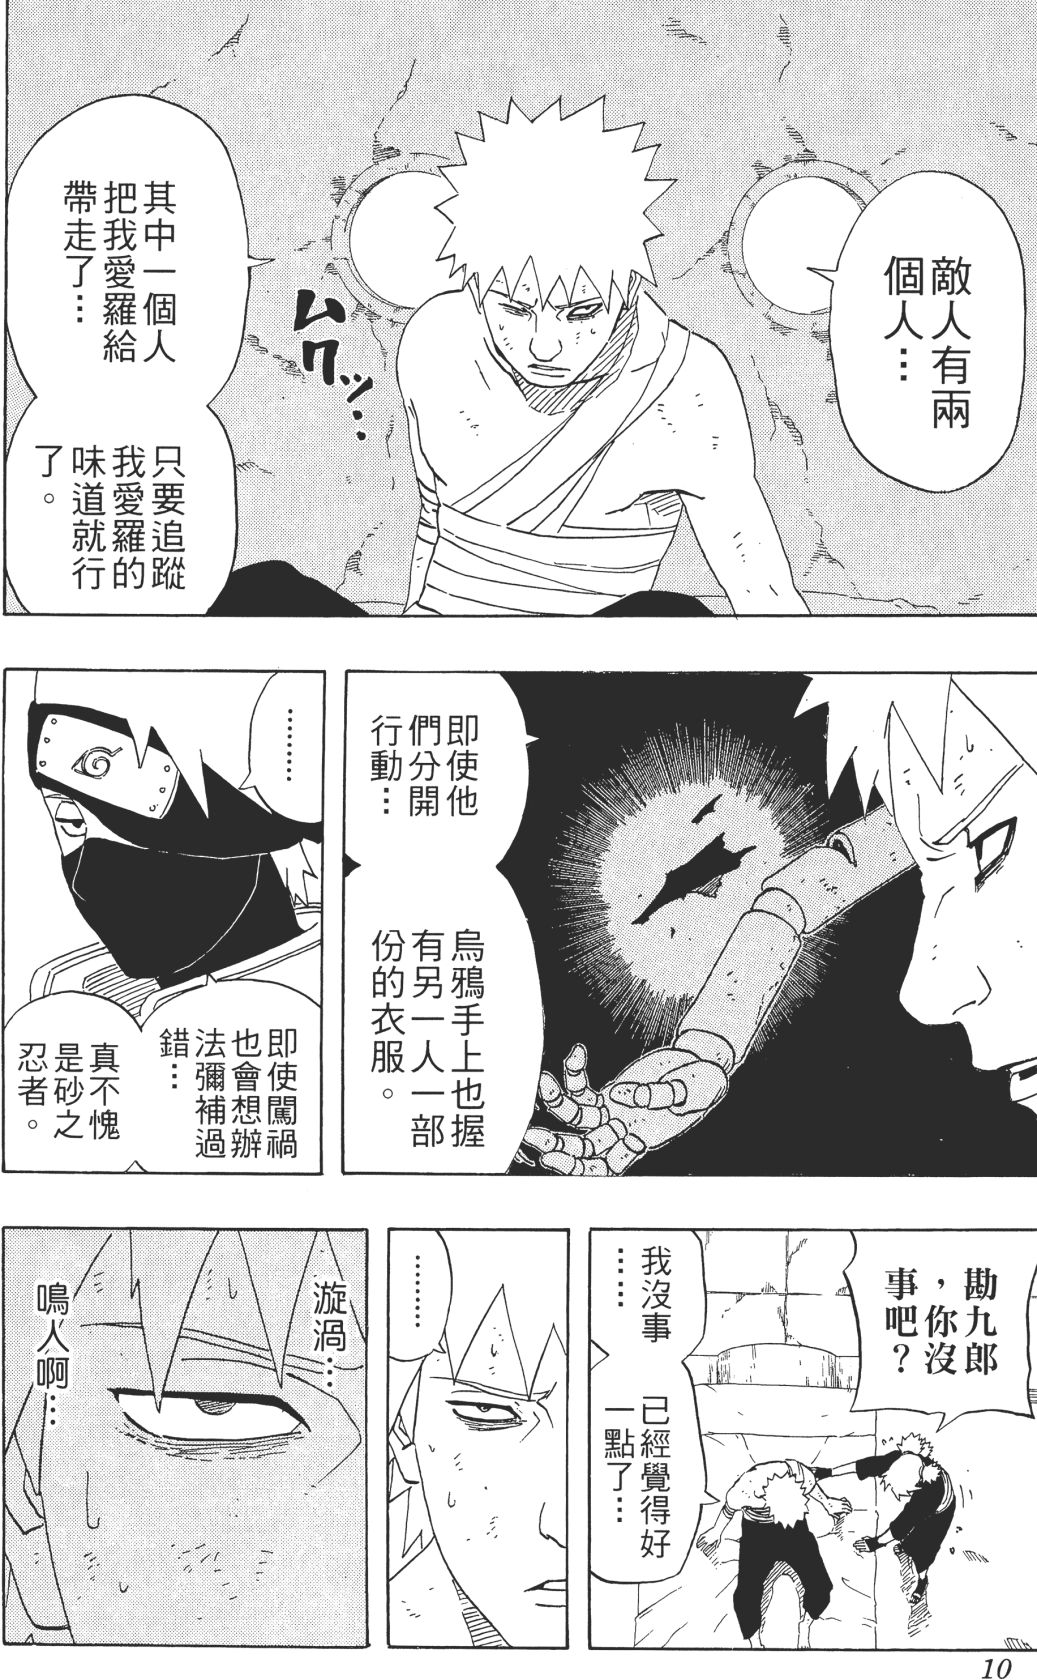 敵人有兩
個人…
其中一個人
把我愛羅給
帶走了…
ムクッ‥
只要追蹤
我愛羅的
味道就行
了。
即使他
們分開
行動…
烏鴉手上也握
有另一人一部
份的衣服。
………
即使闖禍
也會想辦
法彌補過
錯…
真不愧
是砂之
忍者。
勘九郎
，你沒
事吧？
我沒事
……
已經覺得好
一點了…
………
漩渦…
鳴人啊…
10